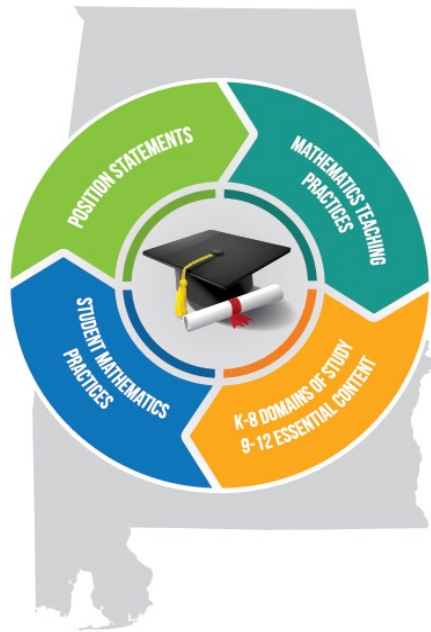 POSITION STATEMENTS
MATHEMATICS TEACHING
PRACTICES
STUDENT MATHEMATICS
PRACTICES
K-8 DOMAINS OF STUDY
9-12 ESSENTIAL CONTENT